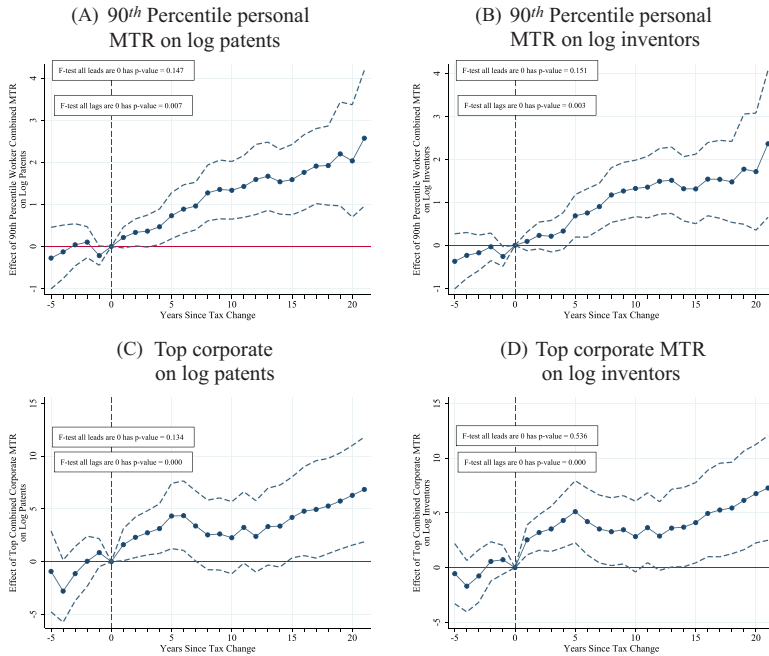 (A) 90th Percentile personal
MTR on log patents
F-test all leads are 0 has p-value = 0.147
F-test all lags are 0 has p-value = 0.007
Effect of 90th Percentile Worker Combined MTR
on Log Patents
4
3
2
1
0
-1
-5 0 5 10 15 20
Years Since Tax Change
(B) 90th Percentile personal
MTR on log inventors
F-test all leads are 0 has p-value = 0.151
F-test all lags are 0 has p-value = 0.003
Effect of 90th Percentile Worker Combined MTR
on Log Inventors
4
3
2
1
0
-1
-5 0 5 10 15 20
Years Since Tax Change
(C) Top corporate
on log patents
F-test all leads are 0 has p-value = 0.134
F-test all lags are 0 has p-value = 0.000
Effect of Top Combined Corporate MTR
on Log Patents
15
10
5
0
-5
-5 0 5 10 15 20
Years Since Tax Change
(D) Top corporate MTR
on log inventors
F-test all leads are 0 has p-value = 0.536
F-test all lags are 0 has p-value = 0.000
Effect of Top Combined Corporate MTR
on Log Inventors
15
10
5
0
-5
-5 0 5 10 15 20
Years Since Tax Change